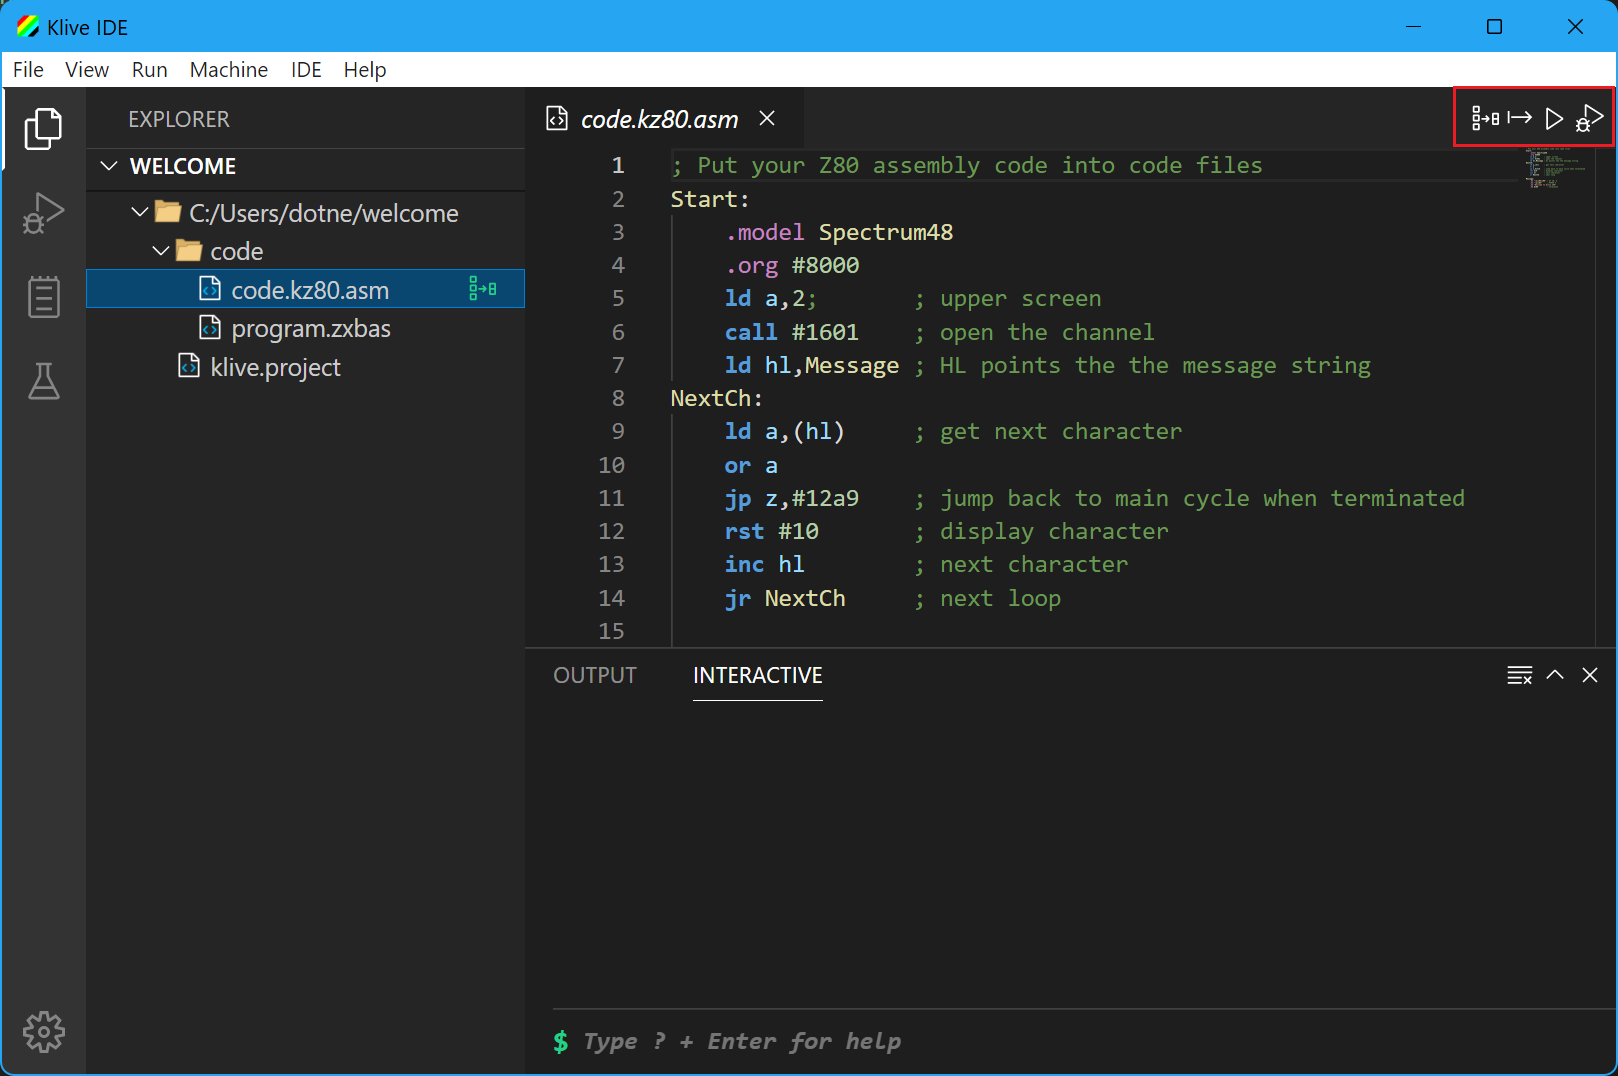 Klive IDE
File View Run Machine IDE Help
EXPLORER
WELCOME
C:/Users/dotne/welcome
code
code.kz80.asm
program.zxbas
klive.project
code.kz80.asm
1 ; Put your Z80 assembly code into code files
2 Start:
3 .model Spectrum48
4 .org #8000
5 ld a,2; ; upper screen
6 call #1601 ; open the channel
7 ld hl,Message ; HL points the the message string
8 NextCh:
9 ld a,(hl) ; get next character
10 or a
11 jp z,#12a9 ; jump back to main cycle when terminated
12 rst #10 ; display character
13 inc hl ; next character
14 jr NextCh ; next loop
15
OUTPUT INTERACTIVE
$ Type ? + Enter for help